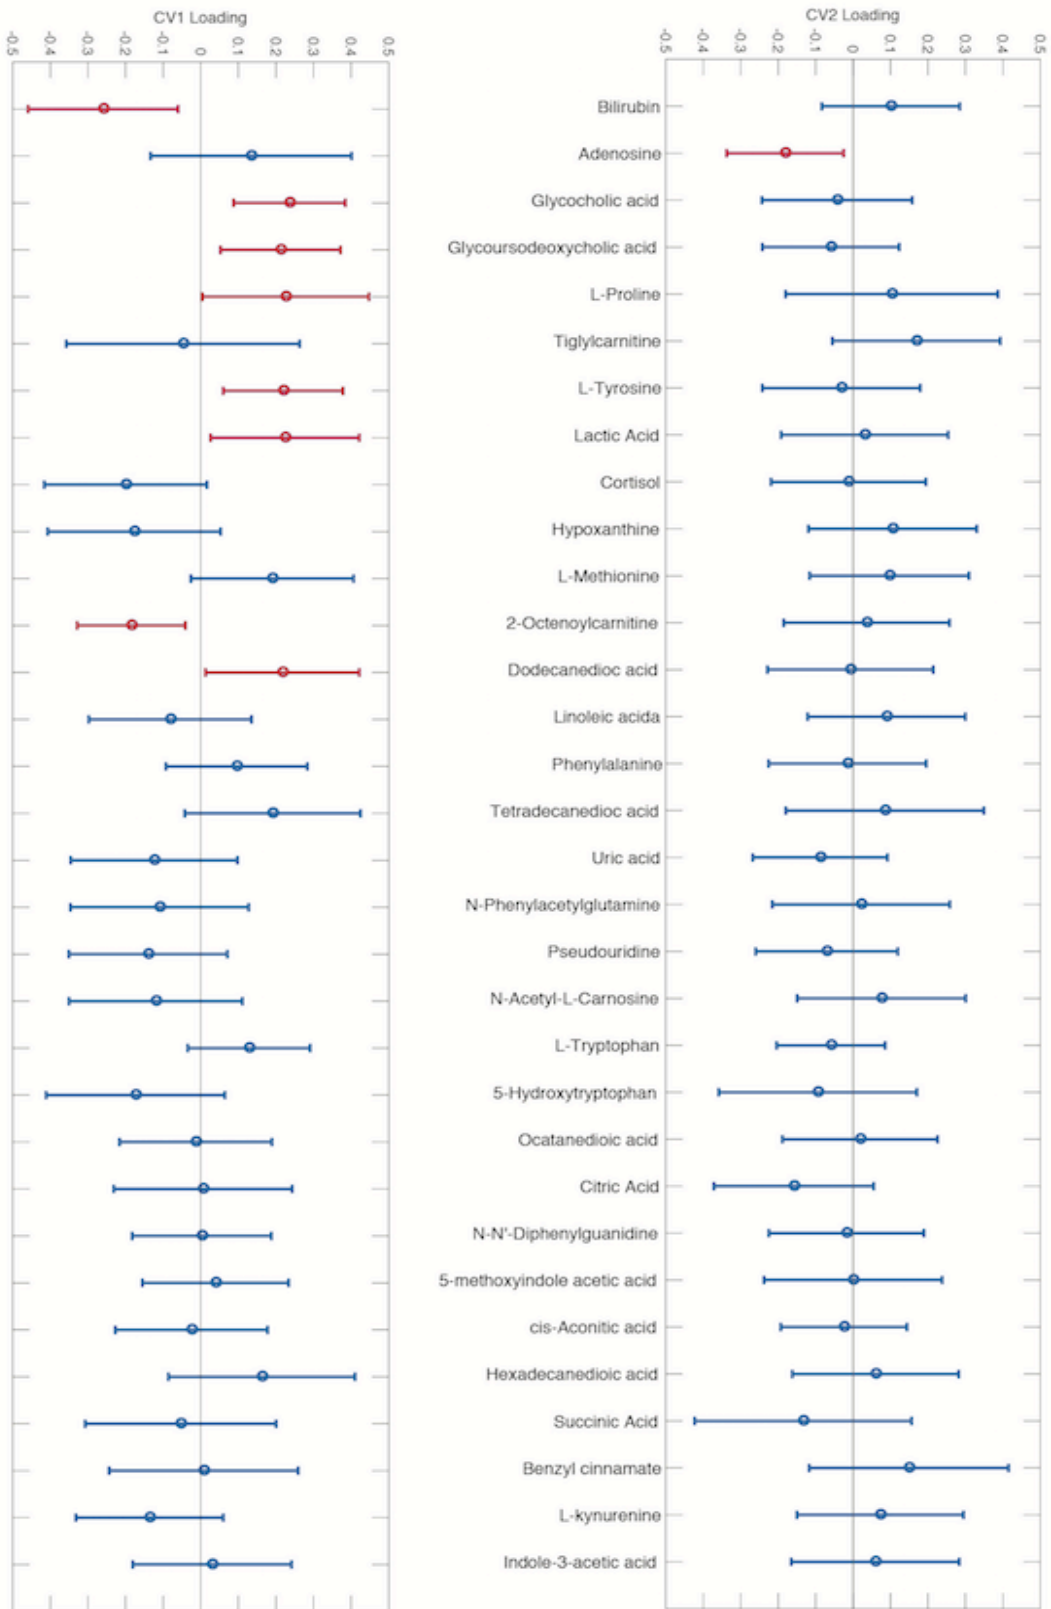 CV1 Loading
-0.5 -0.4 -0.3 -0.2 -0.1 0 0.1 0.2 0.3 0.4 0.5
CV2 Loading
-0.5 -0.4 -0.3 -0.2 -0.1 0 0.1 0.2 0.3 0.4 0.5
Bilirubin
Adenosine
Glycocholic acid
Glycoursodeoxycholic acid
L-Proline
Tiglylcarnitine
L-Tyrosine
Lactic Acid
Cortisol
Hypoxanthine
L-Methionine
2-Octenoylcarnitine
Dodecanedioc acid
Linoleic acida
Phenylalanine
Tetradecanedioc acid
Uric acid
N-Phenylacetylglutamine
Pseudouridine
N-Acetyl-L-Carnosine
L-Tryptophan
5-Hydroxytryptophan
Ocatanedioic acid
Citric Acid
N-N'-Diphenylguanidine
5-methoxyindole acetic acid
cis-Aconitic acid
Hexadecanedioic acid
Succinic Acid
Benzyl cinnamate
L-kynurenine
Indole-3-acetic acid